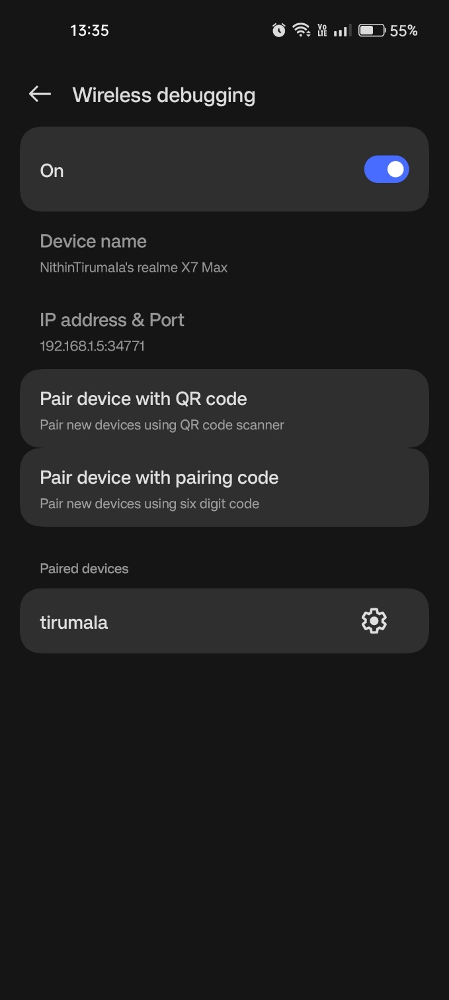 13:35 Vo LTE 55%
Wireless debugging
On
Device name
NithinTirumala's realme X7 Max
IP address & Port
192.168.1.5:34771
Pair device with QR code
Pair new devices using QR code scanner
Pair device with pairing code
Pair new devices using six digit code
Paired devices
tirumala